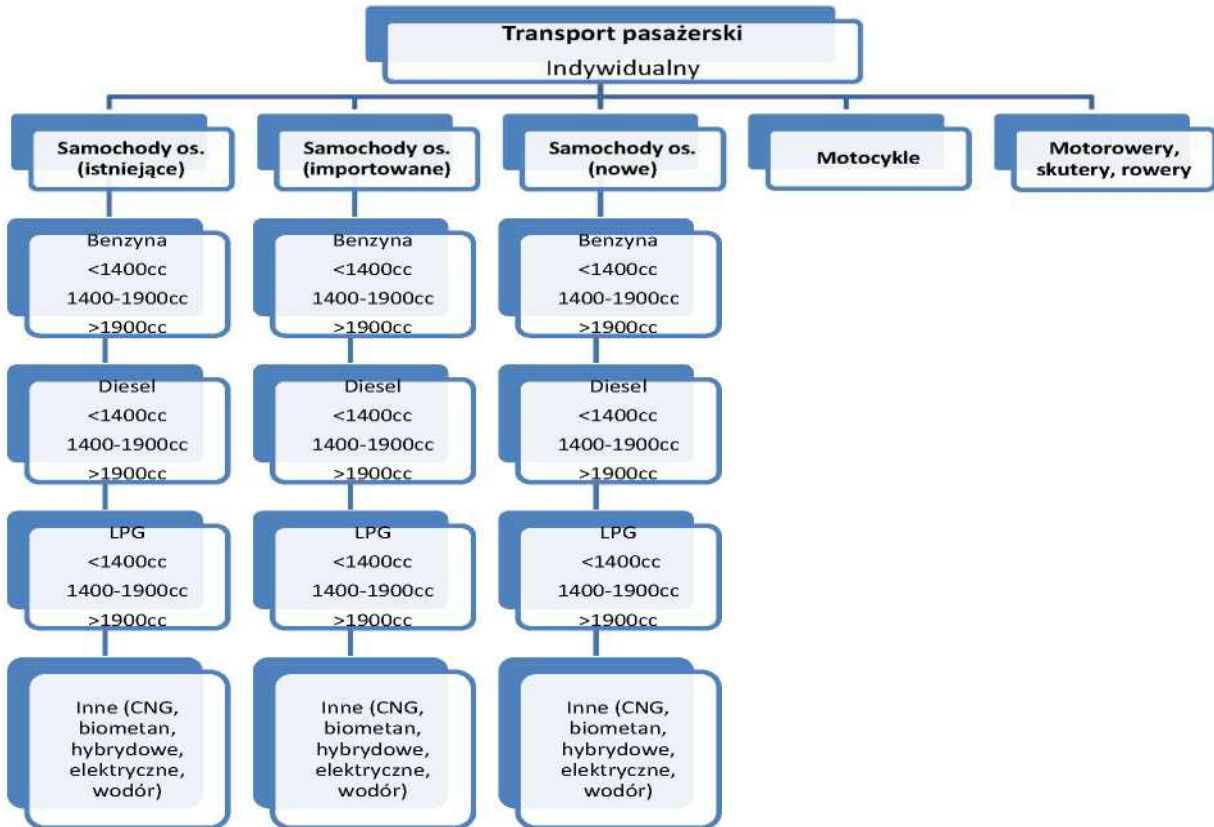 Transport pasażerski
Indywidualny
Samochody os.
(istniejące)
Samochody os.
(importowane)
Samochody os.
(nowe)
Motocykle
Motorowery,
skutery, rowery
Benzyna
<1400cc
1400-1900cc
>1900cc
Benzyna
<1400cc
1400-1900cc
>1900cc
Benzyna
<1400cc
1400-1900cc
>1900cc
Diesel
<1400cc
1400-1900cc
>1900cc
Diesel
<1400cc
1400-1900cc
>1900cc
Diesel
<1400cc
1400-1900cc
>1900cc
LPG
<1400cc
1400-1900cc
>1900cc
LPG
<1400cc
1400-1900cc
>1900cc
LPG
<1400cc
1400-1900cc
>1900cc
Inne (CNG,
biometan,
hybrydowe,
elektryczne,
wodór)
Inne (CNG,
biometan,
hybrydowe,
elektryczne,
wodór)
Inne (CNG,
biometan,
hybrydowe,
elektryczne,
wodór)